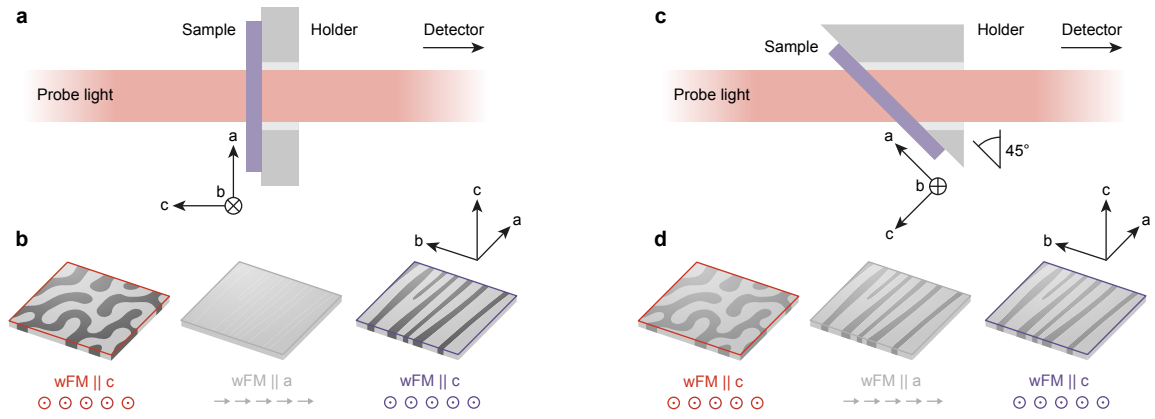 a
Sample
Holder
Detector
Probe light
a
b
c
b
c
a
b
wFM || c
wFM || a
wFM || c
c
Sample
Holder
Detector
Probe light
a
b
c
45°
d
c
a
b
wFM || c
wFM || a
wFM || c